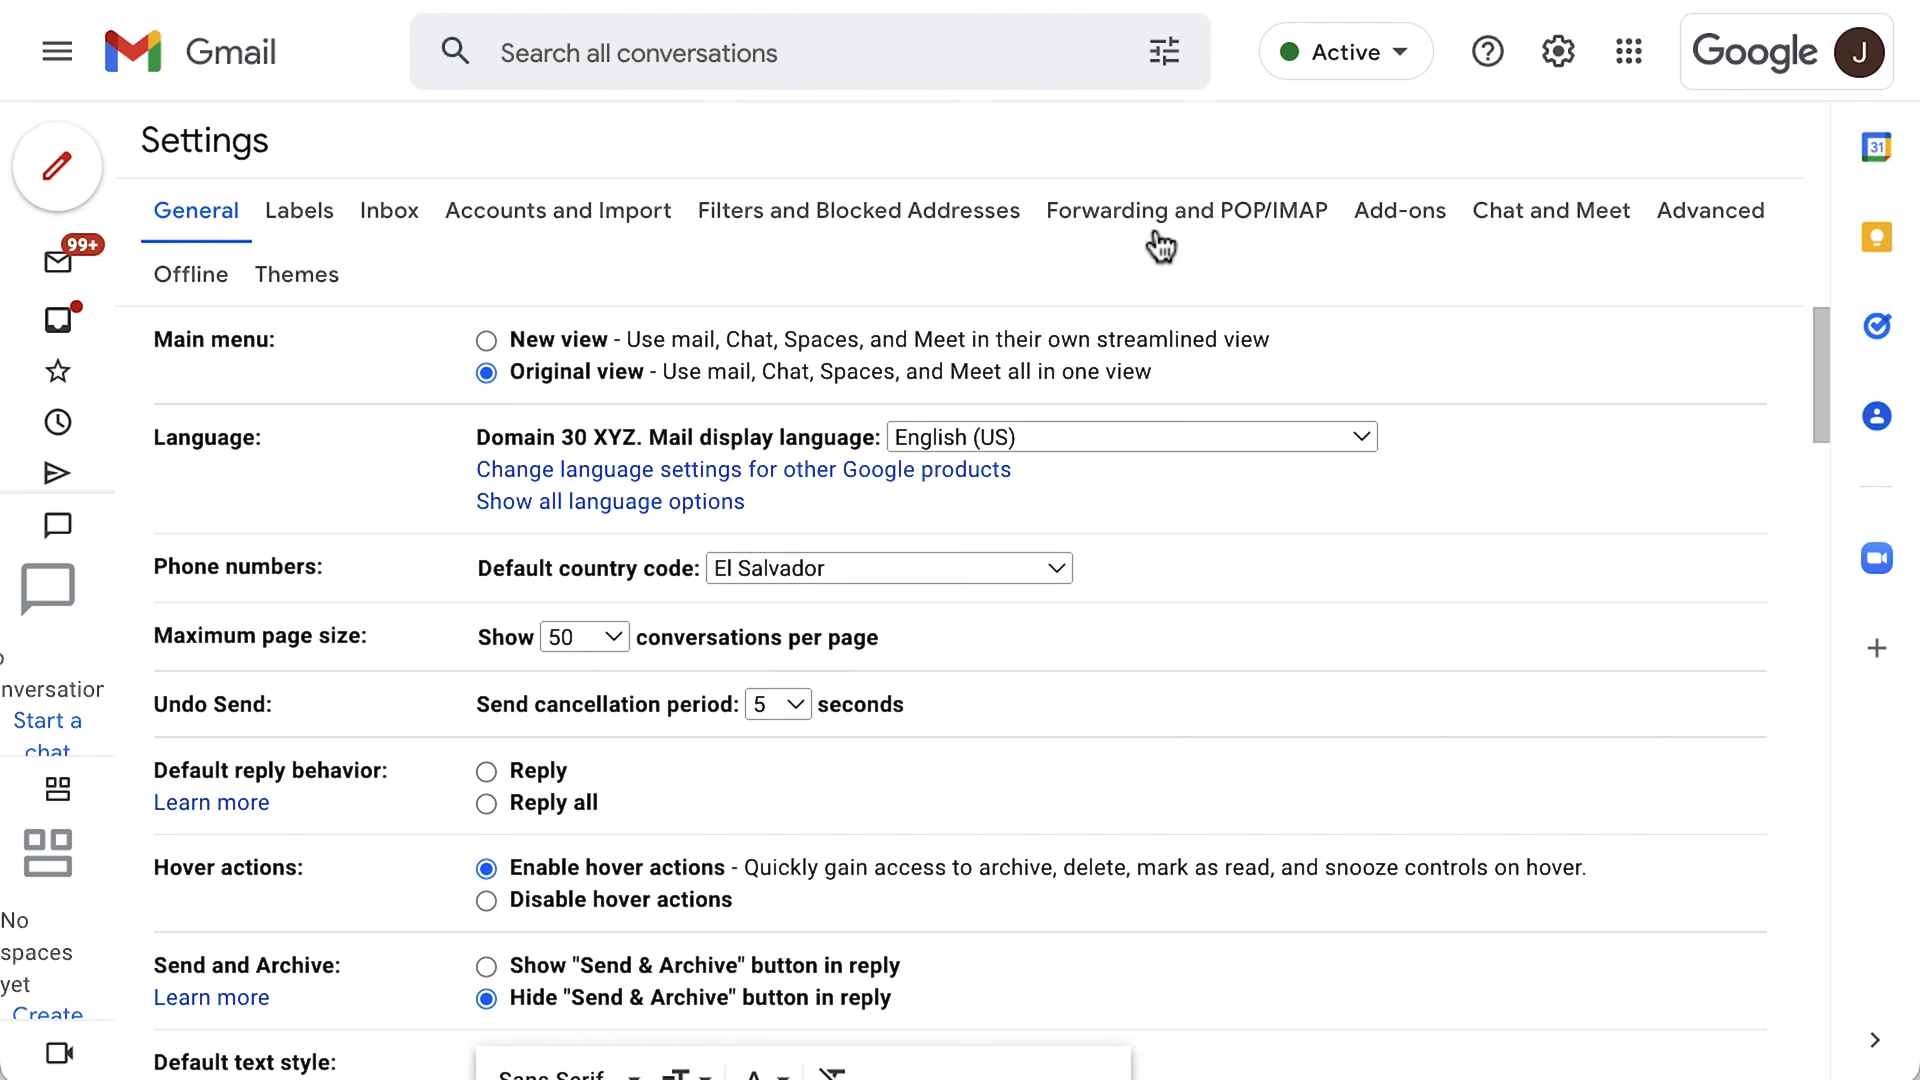 Gmail
Search all conversations
Active
Google
J
Settings
General Labels Inbox Accounts and Import Filters and Blocked Addresses Forwarding and POP/IMAP Add-ons Chat and Meet Advanced
Offline Themes
99+
31
Main menu:
New view - Use mail, Chat, Spaces, and Meet in their own streamlined view
Original view - Use mail, Chat, Spaces, and Meet all in one view
Language:
Domain 30 XYZ. Mail display language: English (US)
Change language settings for other Google products
Show all language options
Phone numbers:
Default country code: El Salvador
Maximum page size:
Show 50 conversations per page
nversation
Start a
chat
Undo Send:
Send cancellation period: 5 seconds
Default reply behavior:
Learn more
Reply
Reply all
Hover actions:
Enable hover actions - Quickly gain access to archive, delete, mark as read, and snooze controls on hover.
Disable hover actions
No
spaces
yet
Create
Send and Archive:
Learn more
Show "Send & Archive" button in reply
Hide "Send & Archive" button in reply
Default text style:
Sans Serif